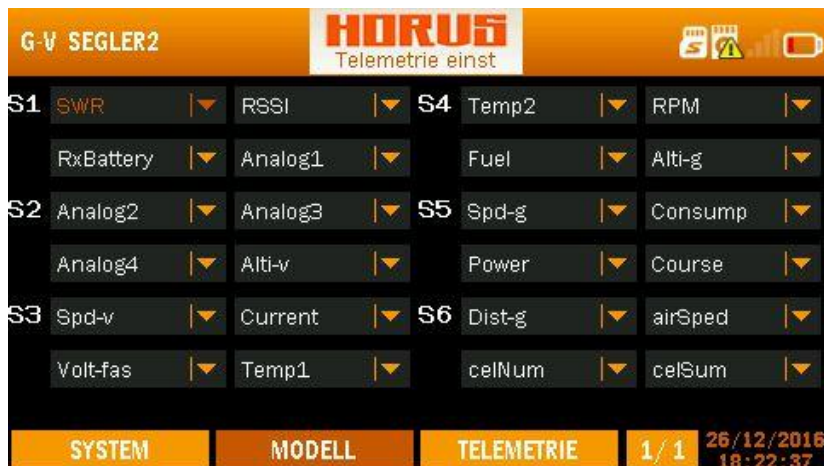 G-V SEGLER2
HORUS
Telemetrie einst
S1 SWR RSSI S4 Temp2 RPM
RxBattery Analog1 Fuel Alti-g
S2 Analog2 Analog3 S5 Spd-g Consump
Analog4 Alti-v Power Course
S3 Spd-v Current S6 Dist-g airSped
Volt-fas Temp1 celNum celSum
SYSTEM MODELL TELEMETRIE 1/1 26/12/2016
18:22:37